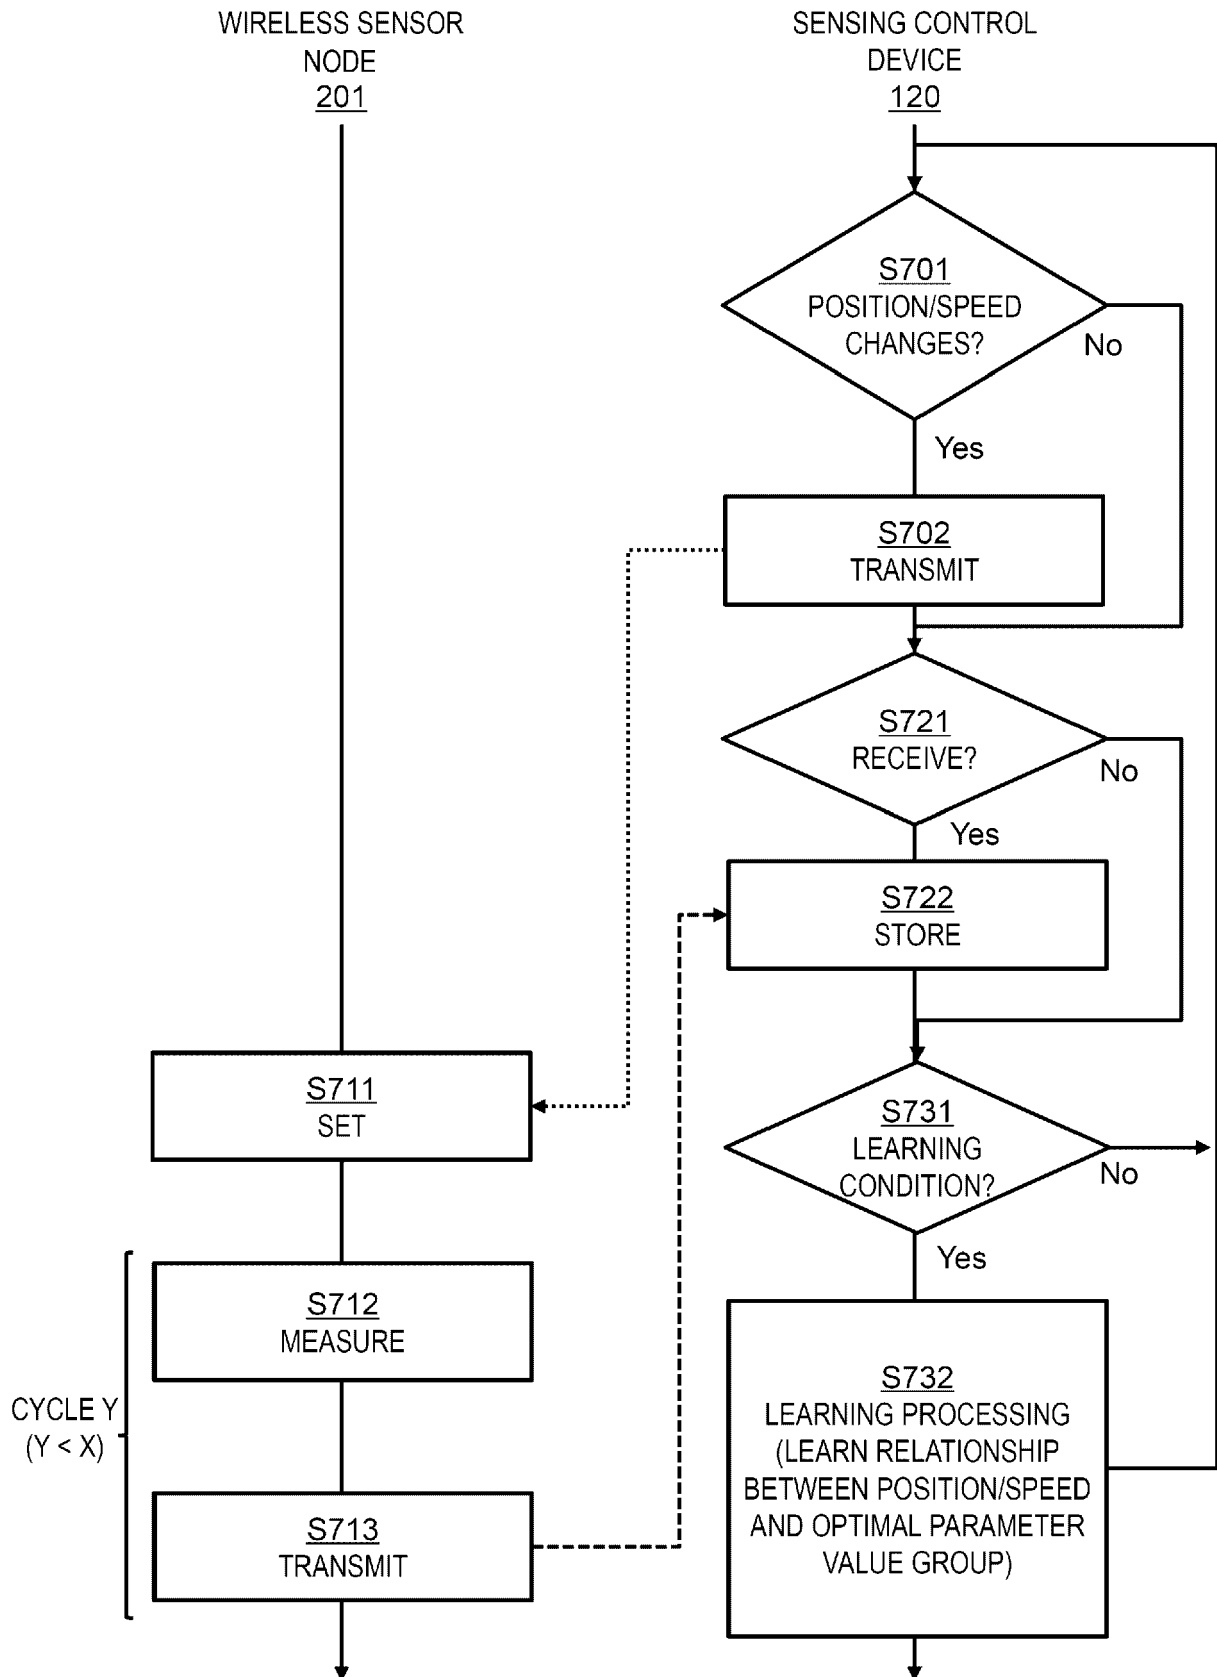 WIRELESS SENSOR
NODE
201
SENSING CONTROL
DEVICE
120
S701
POSITION/SPEED
CHANGES?
No
Yes
S702
TRANSMIT
S721
RECEIVE?
No
Yes
S722
STORE
S711
SET
S731
LEARNING
CONDITION?
No
Yes
S712
MEASURE
CYCLE Y
(Y < X)
S713
TRANSMIT
S732
LEARNING PROCESSING
(LEARN RELATIONSHIP
BETWEEN POSITION/SPEED
AND OPTIMAL PARAMETER
VALUE GROUP)